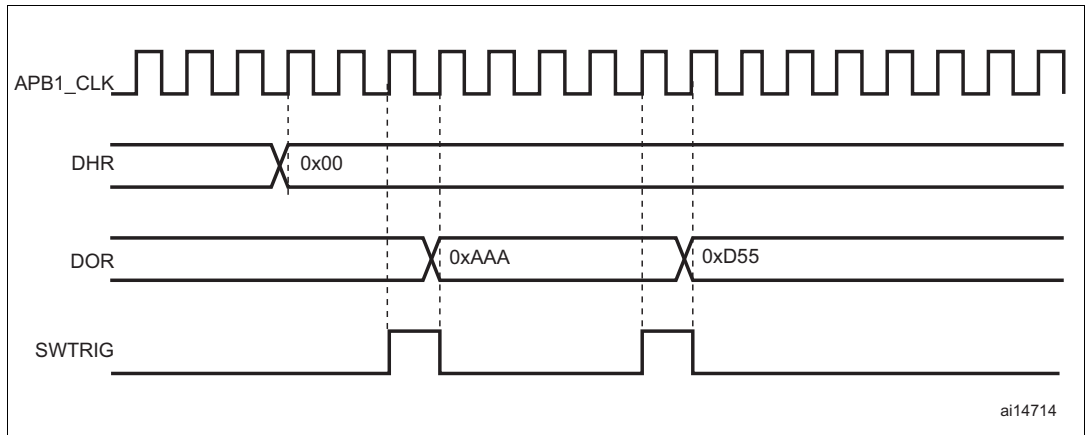 APB1_CLK
DHR
0x00
DOR
0xAAA
0xD55
SWTRIG
ai14714